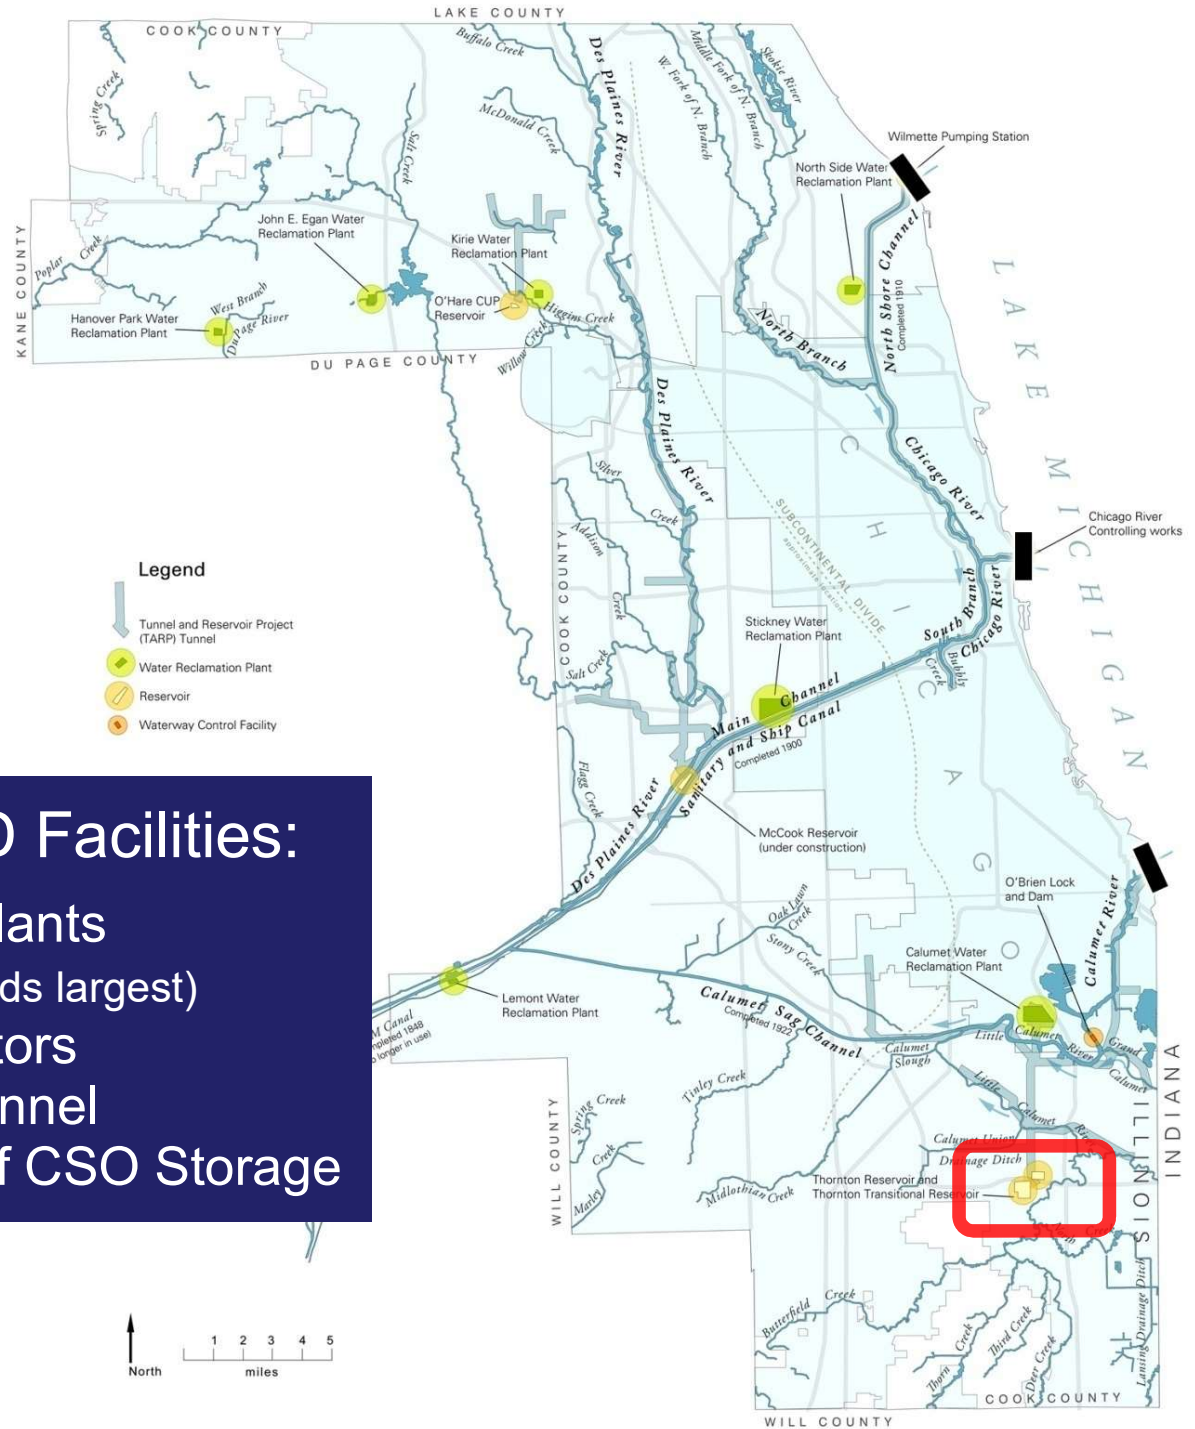 LAKE COUNTY
COOK COUNTY
Spring Creek
Buffalo Creek
McDonald Creek
Salt Creek
Des Plaines River
W. Fork of N. Branch
Middle Fork of N. Branch
Skokie River
Wilmette Pumping Station
North Side Water
Reclamation Plant
John E. Egan Water
Reclamation Plant
Kirie Water
Reclamation Plant
KANE COUNTY
Poplar Creek
West Branch
DuPage River
Hanover Park Water
Reclamation Plant
O'Hare CUP
Reservoir
Higgins Creek
Willow Creek
DU PAGE COUNTY
North Branch
North Shore Channel
Completed 1910
LAKE MICHIGAN
Des Plaines River
Chicago River
CHICAGO
SUBCONTINENTAL DIVIDE
approximate location
Chicago River
Controlling works
Silver
Creek
Addison
Creek
COOK COUNTY
Salt Creek
Legend
Tunnel and Reservoir Project
(TARP) Tunnel
Water Reclamation Plant
Reservoir
Waterway Control Facility
Stickney Water
Reclamation Plant
South Branch
Chicago River
Bubbly
Creek
Main Channel
Sanitary and Ship Canal
Completed 1900
Flagg Creek
Des Plaines River
McCook Reservoir
(under construction)
D Facilities:
lants
ds largest)
tors
nnel
f CSO Storage
O'Brien Lock
and Dam
Calumet River
Oak Lawn
Creek
Stony Creek
Calumet Water
Reclamation Plant
Lemont Water
Reclamation Plant
M Canal
mpleted 1848
o longer in use)
Calumet Sag Channel
Completed 1922
Calumet
Slough
Little Calumet
River
Grand
Calumet
Tinley Creek
Little Calumet River
Spring Creek
Marley Creek
WILL COUNTY
Midlothian Creek
Calumet Union
Drainage Ditch
Thornton Reservoir and
Thornton Transitional Reservoir
ILLINOIS
INDIANA
North Creek
Butterfield Creek
Thorn Creek
Third Creek
Deer Creek
Lansing Drainage Ditch
COOK COUNTY
WILL COUNTY
North
1 2 3 4 5
miles